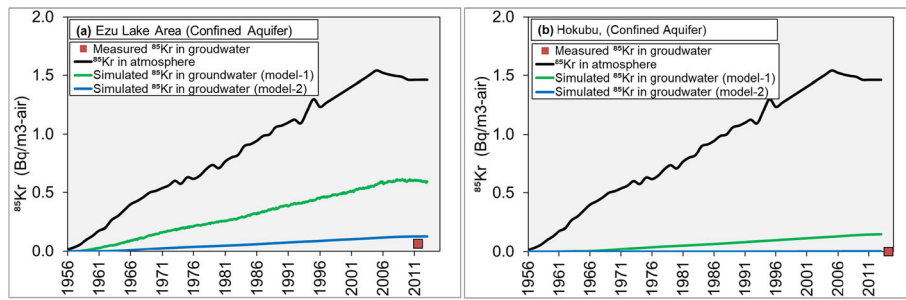 (a) Ezu Lake Area (Confined Aquifer)
Measured ⁸⁵Kr in groudwater
⁸⁵Kr in atmosphere
Simulated ⁸⁵Kr in groundwater (model-1)
Simulated ⁸⁵Kr in groundwater (model-2)
⁸⁵Kr (Bq/m3-air)
2.0
1.5
1.0
0.5
0.0
1956
1961
1966
1971
1976
1981
1986
1991
1996
2001
2006
2011
(b) Hokubu, (Confined Aquifer)
Measured ⁸⁵Kr in groundwater
⁸⁵Kr in atmosphere
Simulated ⁸⁵Kr in groundwater (model-1)
Simulated ⁸⁵Kr in groundwater (model-2)
⁸⁵Kr (Bq/m3-air)
2.0
1.5
1.0
0.5
0.0
1956
1961
1966
1971
1976
1981
1986
1991
1996
2001
2006
2011